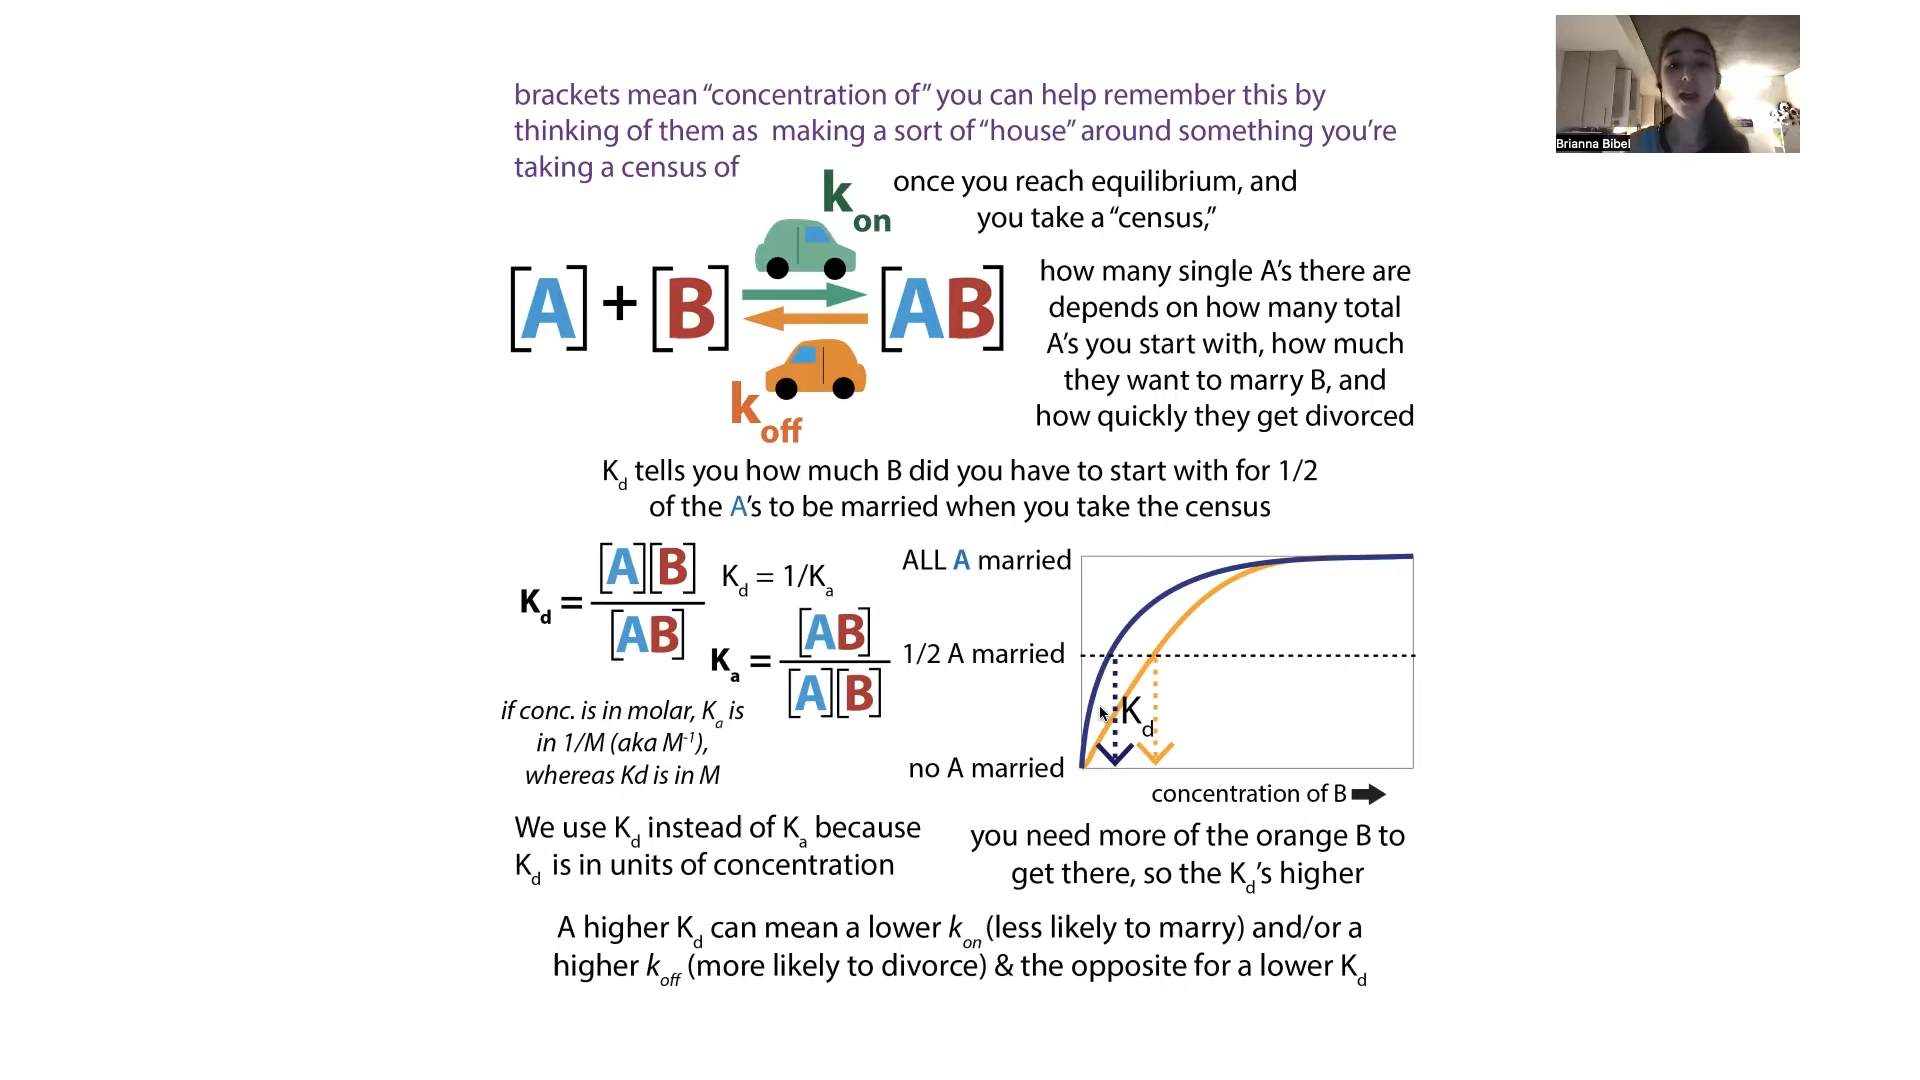 brackets mean “concentration of” you can help remember this by
thinking of them as making a sort of “house” around something you’re
taking a census of
k on
once you reach equilibrium, and
you take a “census,”
[A] + [B] [AB]
k off
how many single A’s there are
depends on how many total
A’s you start with, how much
they want to marry B, and
how quickly they get divorced
Kd tells you how much B did you have to start with for 1/2
of the A’s to be married when you take the census
Kd = [A][B] / [AB]
Kd = 1/Ka
Ka = [AB] / [A][B]
if conc. is in molar, Ka is
in 1/M (aka M-1),
whereas Kd is in M
ALL A married
1/2 A married
no A married
Kd
concentration of B
We use Kd instead of Ka because
Kd is in units of concentration
you need more of the orange B to
get there, so the Kd’s higher
A higher Kd can mean a lower kon (less likely to marry) and/or a
higher koff (more likely to divorce) & the opposite for a lower Kd
Brianna Bibel